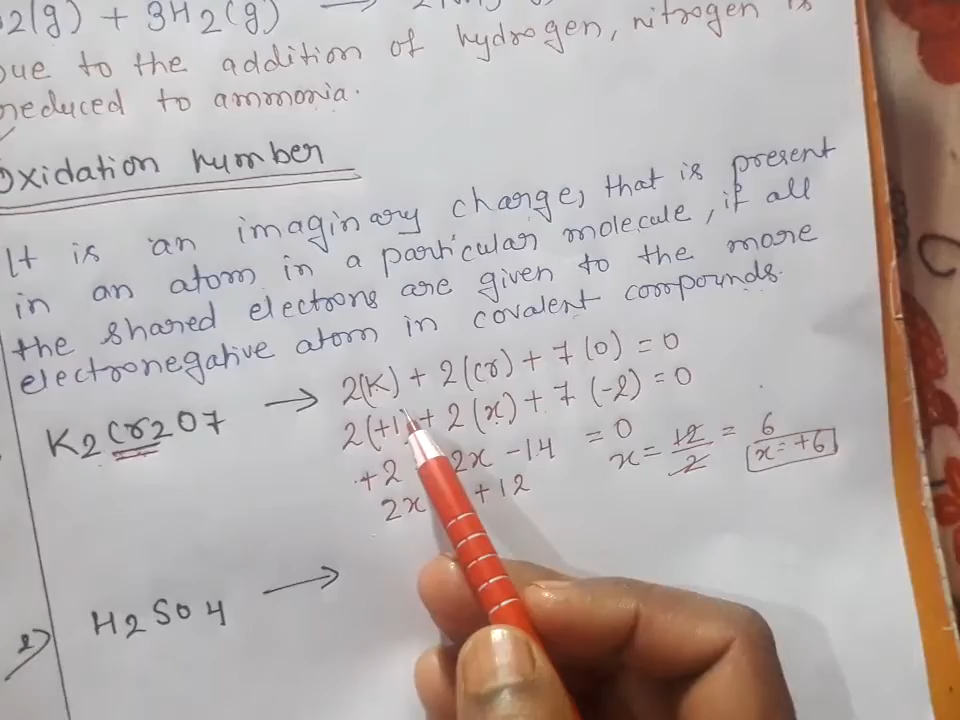 2(g) + 3H2(g)
Due to the addition of hydrogen, nitrogen is
reduced to ammonia.
Oxidation number
It is an imaginary charge, that is present
in an atom in a particular molecule, if all
the shared electrons are given to the more
electronegative atom in covalent compounds.
K2Cr2O7 → 2(K) + 2(Cr) + 7(O) = 0
2(+1) + 2(x) + 7(-2) = 0
+2 2x - 14 = 0
2x +12
x = +12/2 = 6
x = +6
2) H2SO4 →